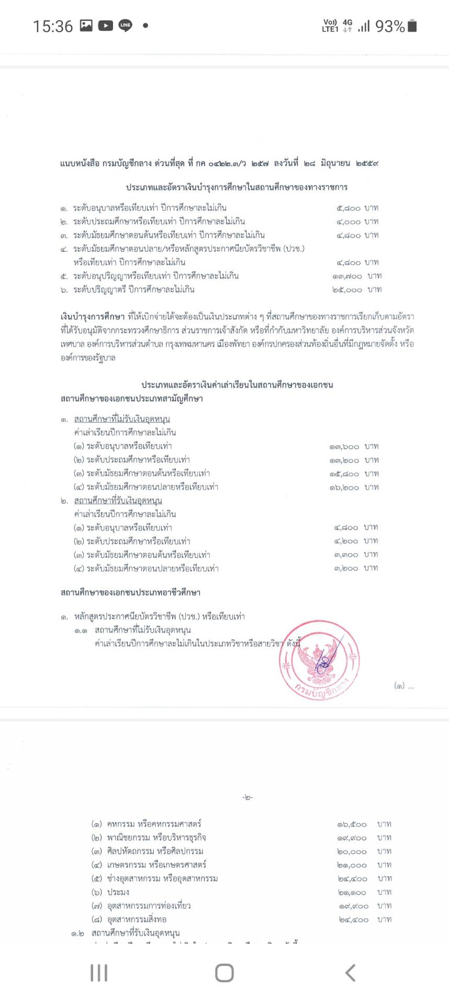 15:36 LINE Vo)) LTE1 4G 93%
แนบหนังสือ กรมบัญชีกลาง ด่วนที่สุด ที่ กค ๐๔๒๒.๓/ว ๒๕๗ ลงวันที่ ๒๘ มิถุนายน ๒๕๕๙
ประเภทและอัตราเงินบำรุงการศึกษาในสถานศึกษาของทางราชการ
๑. ระดับอนุบาลหรือเทียบเท่า ปีการศึกษาละไม่เกิน ๕,๘๐๐ บาท
๒. ระดับประถมศึกษาหรือเทียบเท่า ปีการศึกษาละไม่เกิน ๔,๐๐๐ บาท
๓. ระดับมัธยมศึกษาตอนต้นหรือเทียบเท่า ปีการศึกษาละไม่เกิน ๔,๘๐๐ บาท
๔. ระดับมัธยมศึกษาตอนปลาย/หรือหลักสูตรประกาศนียบัตรวิชาชีพ (ปวช.)
หรือเทียบเท่า ปีการศึกษาละไม่เกิน ๔,๘๐๐ บาท
๕. ระดับอนุปริญญาหรือเทียบเท่า ปีการศึกษาละไม่เกิน ๑๓,๗๐๐ บาท
๖. ระดับปริญญาตรี ปีการศึกษาละไม่เกิน ๒๕,๐๐๐ บาท
เงินบำรุงการศึกษา ที่ให้เบิกจ่ายได้จะต้องเป็นเงินประเภทต่าง ๆ ที่สถานศึกษาของทางราชการเรียกเก็บตามอัตรา
ที่ได้รับอนุมัติจากกระทรวงศึกษาธิการ ส่วนราชการเจ้าสังกัด หรือที่กำกับมหาวิทยาลัย องค์การบริหารส่วนจังหวัด
เทศบาล องค์การบริหารส่วนตำบล กรุงเทพมหานคร เมืองพัทยา องค์กรปกครองส่วนท้องถิ่นอื่นที่มีกฎหมายจัดตั้ง หรือ
องค์การของรัฐบาล
ประเภทและอัตราเงินค่าเล่าเรียนในสถานศึกษาของเอกชน
สถานศึกษาของเอกชนประเภทสามัญศึกษา
๑. สถานศึกษาที่ไม่รับเงินอุดหนุน
ค่าเล่าเรียนปีการศึกษาละไม่เกิน
(๑) ระดับอนุบาลหรือเทียบเท่า ๑๓,๖๐๐ บาท
(๒) ระดับประถมศึกษาหรือเทียบเท่า ๑๓,๒๐๐ บาท
(๓) ระดับมัธยมศึกษาตอนต้นหรือเทียบเท่า ๑๕,๘๐๐ บาท
(๔) ระดับมัธยมศึกษาตอนปลายหรือเทียบเท่า ๑๖,๒๐๐ บาท
๒. สถานศึกษาที่รับเงินอุดหนุน
ค่าเล่าเรียนปีการศึกษาละไม่เกิน
(๑) ระดับอนุบาลหรือเทียบเท่า ๔,๘๐๐ บาท
(๒) ระดับประถมศึกษาหรือเทียบเท่า ๔,๒๐๐ บาท
(๓) ระดับมัธยมศึกษาตอนต้นหรือเทียบเท่า ๓,๓๐๐ บาท
(๔) ระดับมัธยมศึกษาตอนปลายหรือเทียบเท่า ๓,๒๐๐ บาท
สถานศึกษาของเอกชนประเภทอาชีวศึกษา
๑. หลักสูตรประกาศนียบัตรวิชาชีพ (ปวช.) หรือเทียบเท่า
๑.๑ สถานศึกษาที่ไม่รับเงินอุดหนุน
ค่าเล่าเรียนปีการศึกษาละไม่เกินในประเภทวิชาหรือสายวิชา ดังนี้
กรมบัญชีกลาง
(๑) ...
-๒-
(๑) คหกรรม หรือคหกรรมศาสตร์ ๑๖,๕๐๐ บาท
(๒) พาณิชยกรรม หรือบริหารธุรกิจ ๑๙,๙๐๐ บาท
(๓) ศิลปหัตถกรรม หรือศิลปกรรม ๒๐,๐๐๐ บาท
(๔) เกษตรกรรม หรือเกษตรศาสตร์ ๒๑,๐๐๐ บาท
(๕) ช่างอุตสาหกรรม หรืออุตสาหกรรม ๒๔,๔๐๐ บาท
(๖) ประมง ๒๑,๑๐๐ บาท
(๗) อุตสาหกรรมการท่องเที่ยว ๑๙,๙๐๐ บาท
(๘) อุตสาหกรรมสิ่งทอ ๒๔,๔๐๐ บาท
๑.๒ สถานศึกษาที่รับเงินอุดหนุน